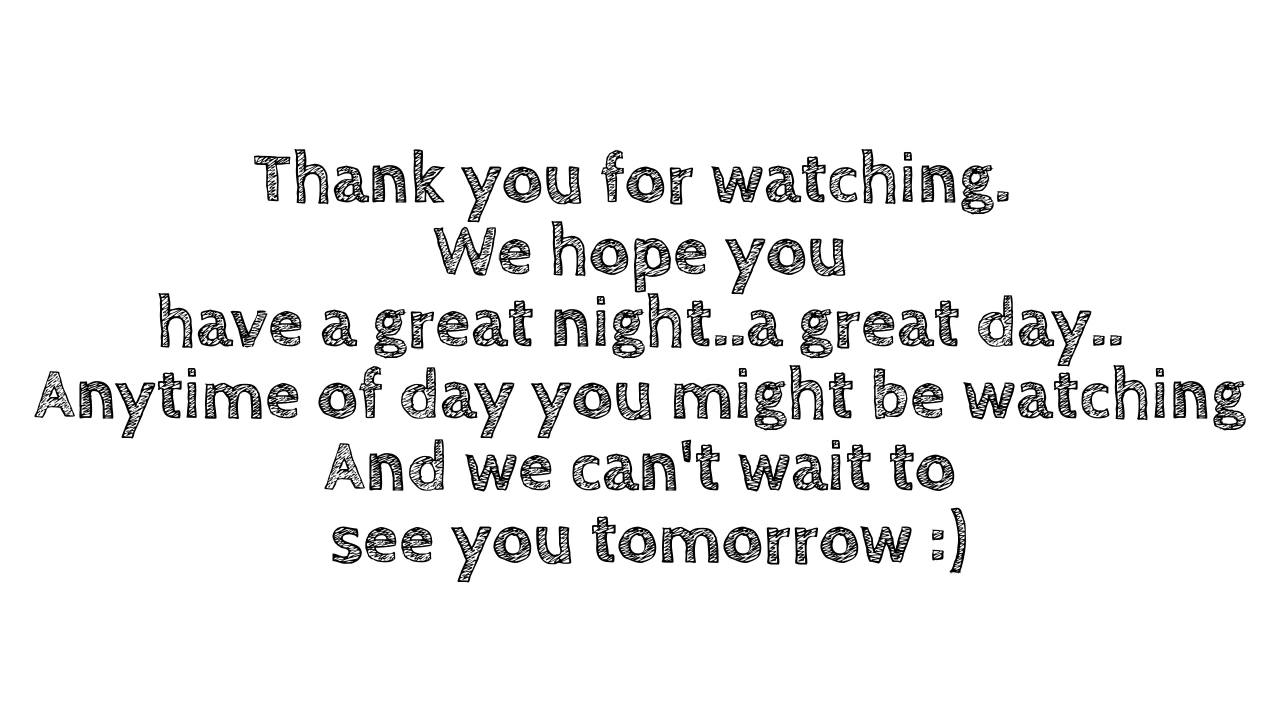 Thank you for watching.
We hope you
have a great night..a great day..
Anytime of day you might be watching
And we can't wait to
see you tomorrow :)